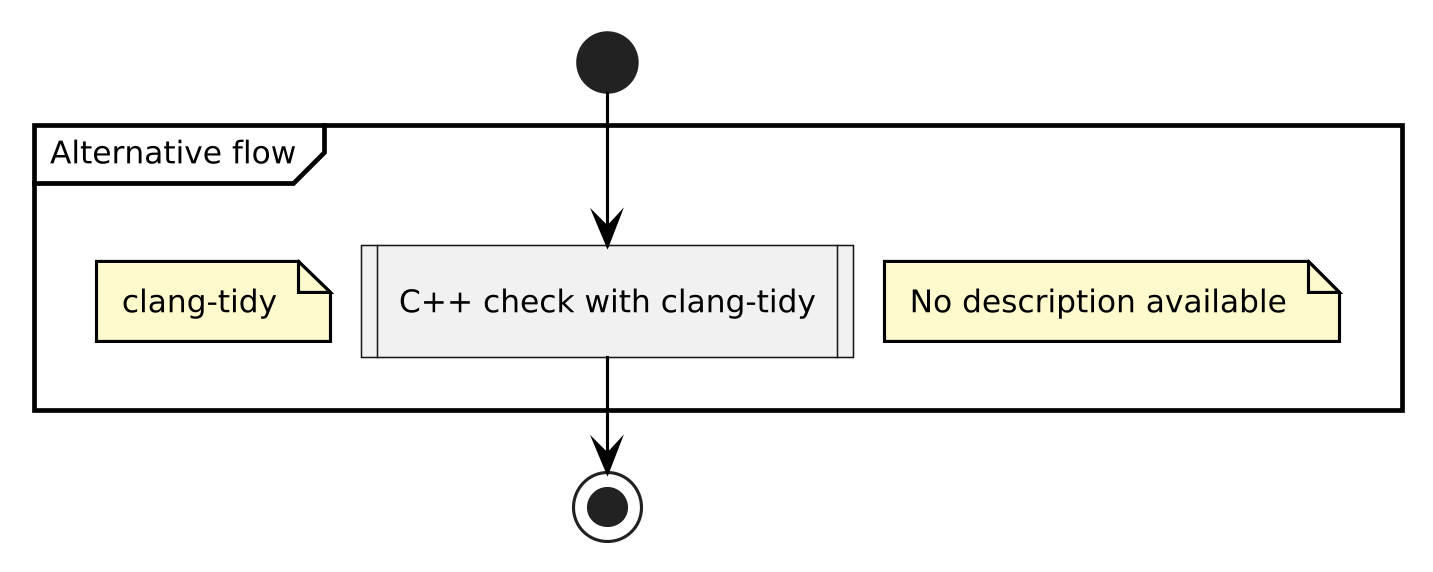 Alternative flow
clang-tidy
C++ check with clang-tidy
No description available